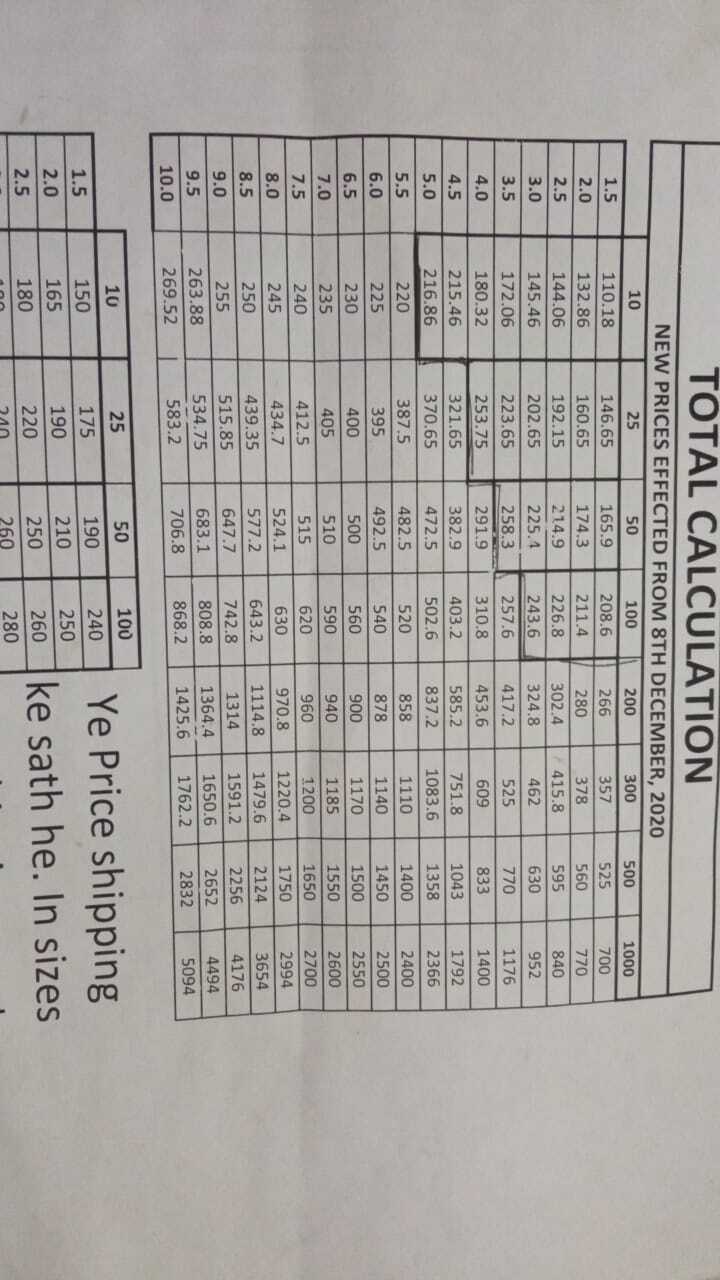 TOTAL CALCULATION
NEW PRICES EFFECTED FROM 8TH DECEMBER, 2020
10 25 50 100 200 300 500 1000
1.5 110.18 146.65 165.9 208.6 266 357 525 700
2.0 132.86 160.65 174.3 211.4 280 378 560 770
2.5 144.06 192.15 214.9 226.8 302.4 415.8 595 840
3.0 145.46 202.65 225.4 243.6 324.8 462 630 952
3.5 172.06 223.65 258.3 257.6 417.2 525 770 1176
4.0 180.32 253.75 291.9 310.8 453.6 609 833 1400
4.5 215.46 321.65 382.9 403.2 585.2 751.8 1043 1792
5.0 216.86 370.65 472.5 502.6 837.2 1083.6 1358 2366
5.5 220 387.5 482.5 520 858 1110 1400 2400
6.0 225 395 492.5 540 878 1140 1450 2500
6.5 230 400 500 560 900 1170 1500 2550
7.0 235 405 510 590 940 1185 1550 2600
7.5 240 412.5 515 620 960 1200 1650 2700
8.0 245 434.7 524.1 630 970.8 1220.4 1750 2994
8.5 250 439.35 577.2 643.2 1114.8 1479.6 2124 3654
9.0 255 515.85 647.7 742.8 1314 1591.2 2256 4176
9.5 263.88 534.75 683.1 808.8 1364.4 1650.6 2652 4494
10.0 269.52 583.2 706.8 868.2 1425.6 1762.2 2832 5094
10 25 50 100
1.5 150 175 190 240
2.0 165 190 210 250
2.5 180 220 250 260
240 260 280
Ye Price shipping
ke sath he. In sizes